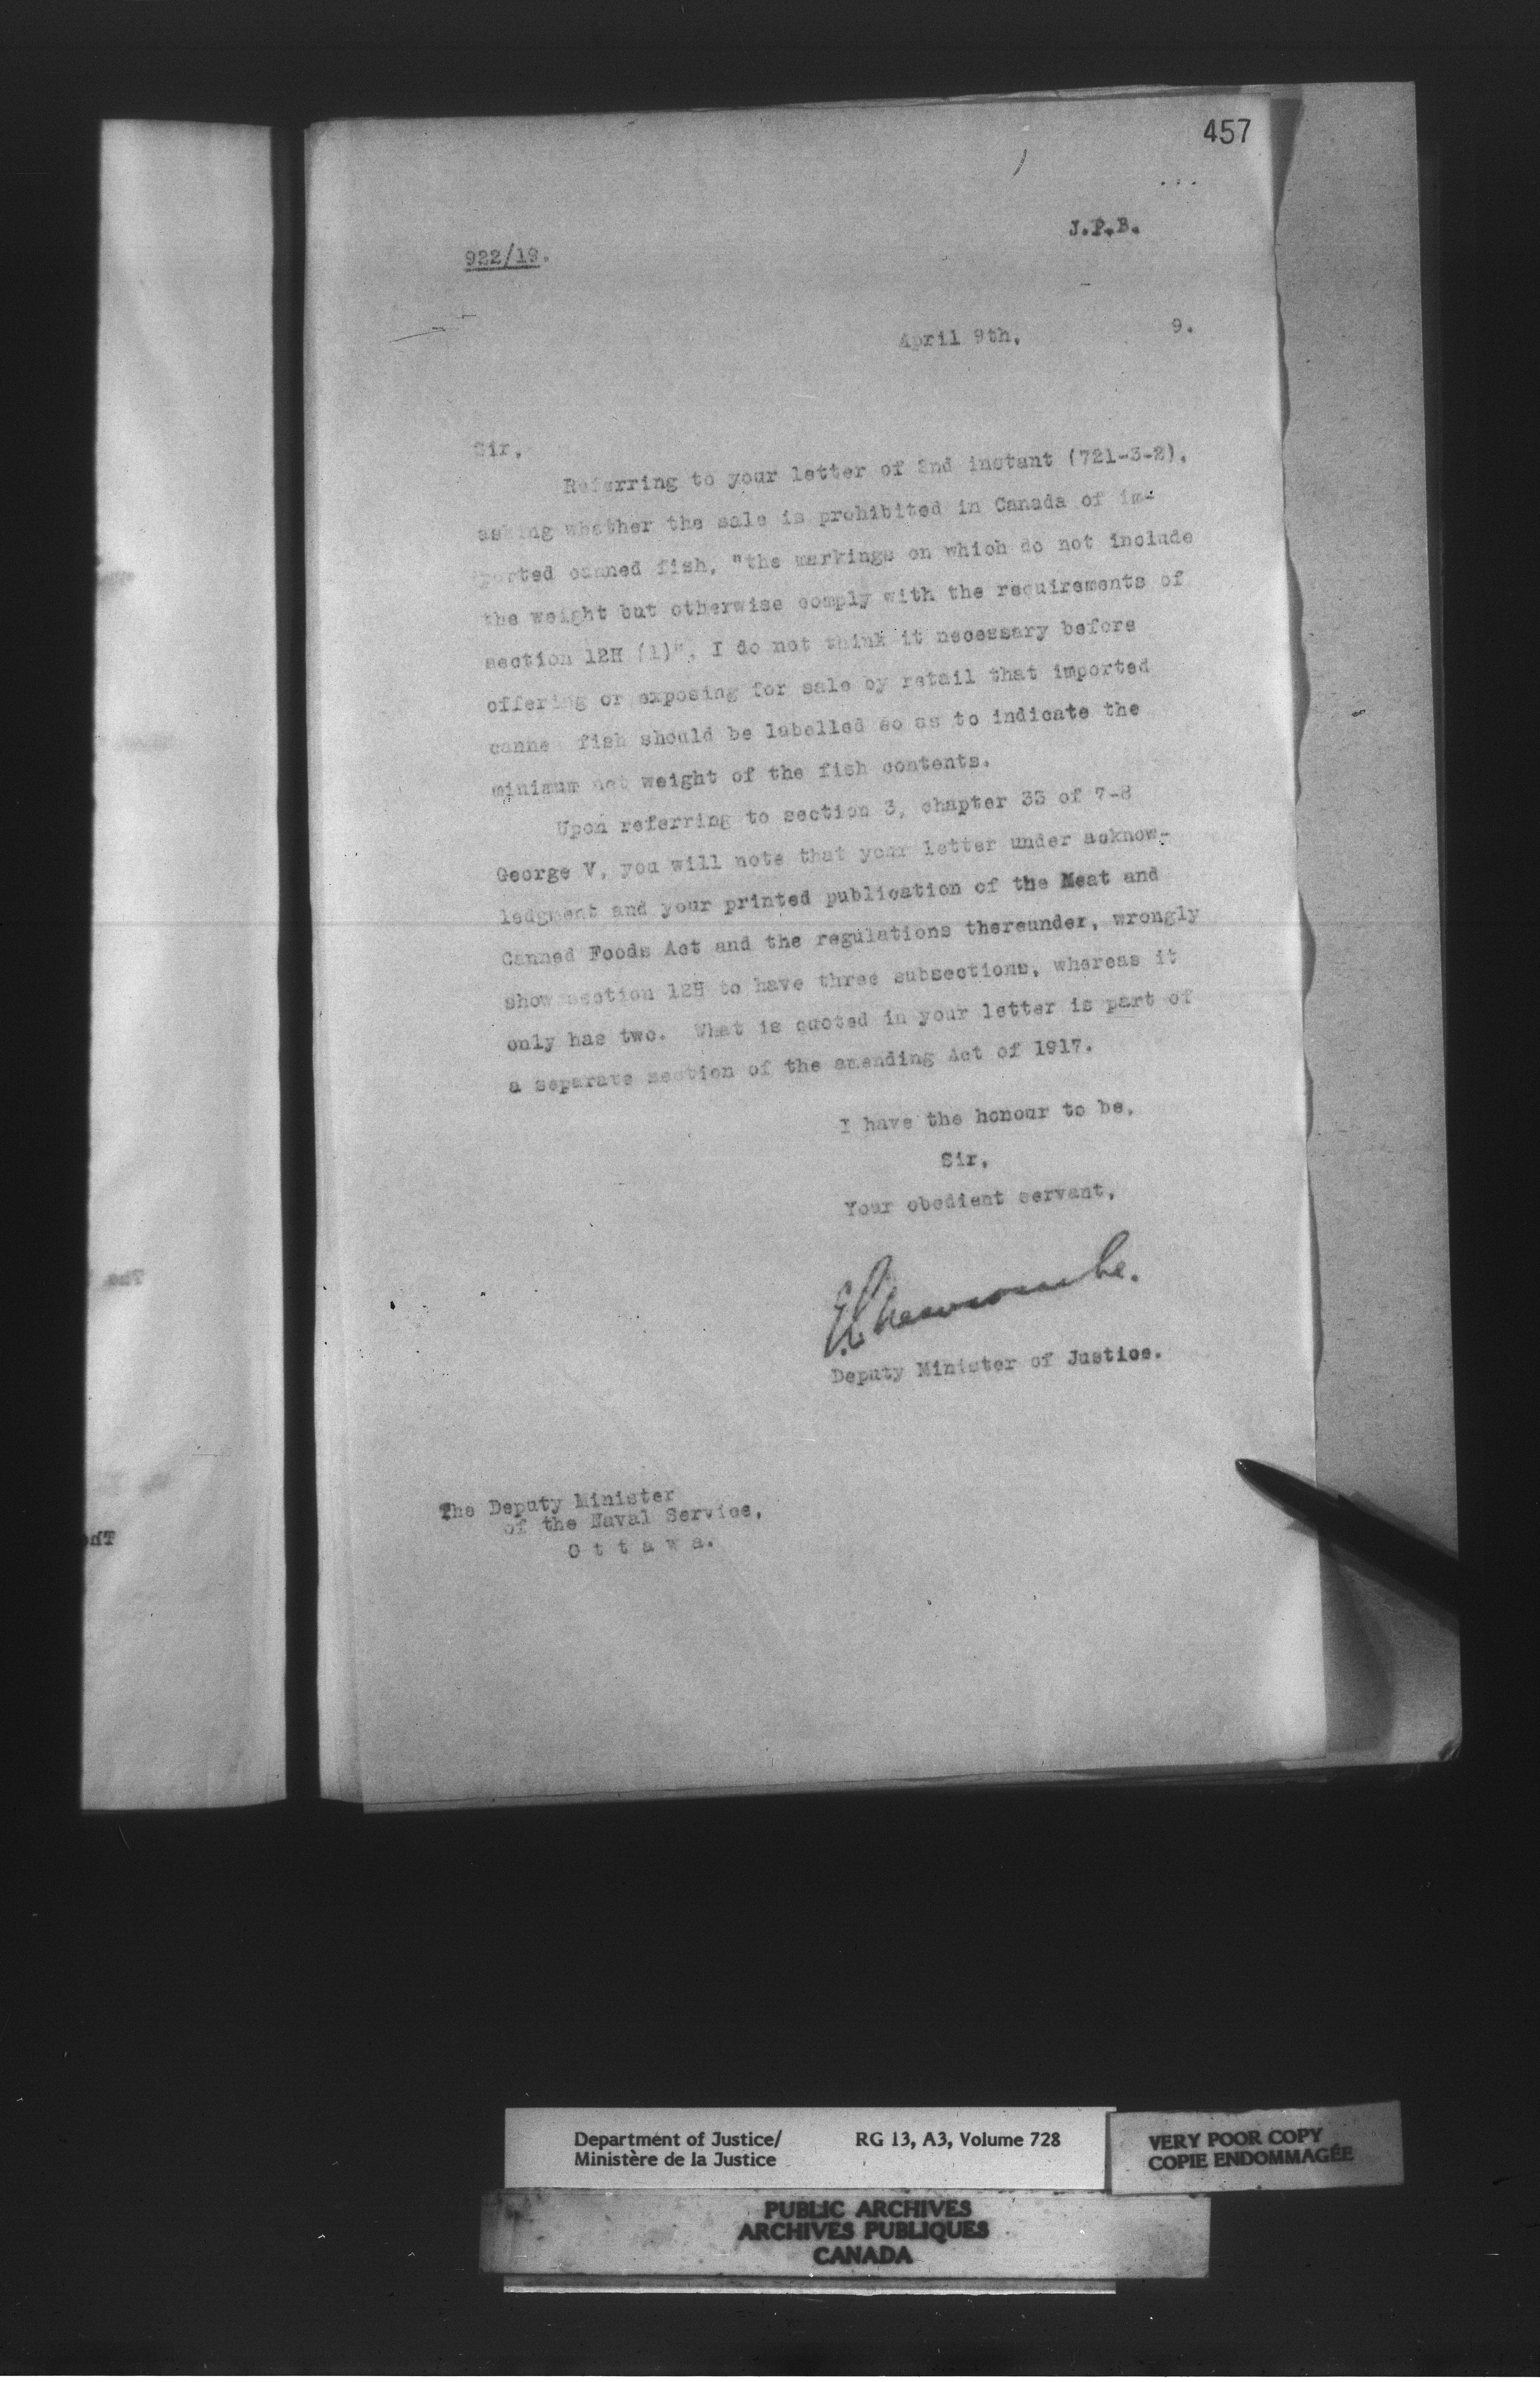 457
J.P.B.
922/19.
April 9th, 9.
Sir,
Referring to your letter of 2nd instant (721-3-2),
asking whether the sale is prohibited in Canada of im-
ported canned fish, "the markings on which do not include
the weight but otherwise comply with the requirements of
section 12H (1)", I do not think it necessary before
offering or exposing for sale by retail that imported
canne fish should be labelled so as to indicate the
minimum net weight of the fish contents.
Upon referring to section 3, chapter 33 of 7-8
George V, you will note that your letter under acknow-
ledgment and your printed publication of the Meat and
Canned Foods Act and the regulations thereunder, wrongly
show section 12H to have three subsections, whereas it
only has two. What is quoted in your letter is part of
a separate section of the amending Act of 1917.
I have the honour to be,
Sir,
Your obedient servant,
E.L. Newcombe.
Deputy Minister of Justice.
The Deputy Minister
of the Naval Service,
O t t a w a.
Department of Justice/ RG 13, A3, Volume 728
Ministère de la Justice
VERY POOR COPY
COPIE ENDOMMAGÉE
PUBLIC ARCHIVES
ARCHIVES PUBLIQUES
CANADA